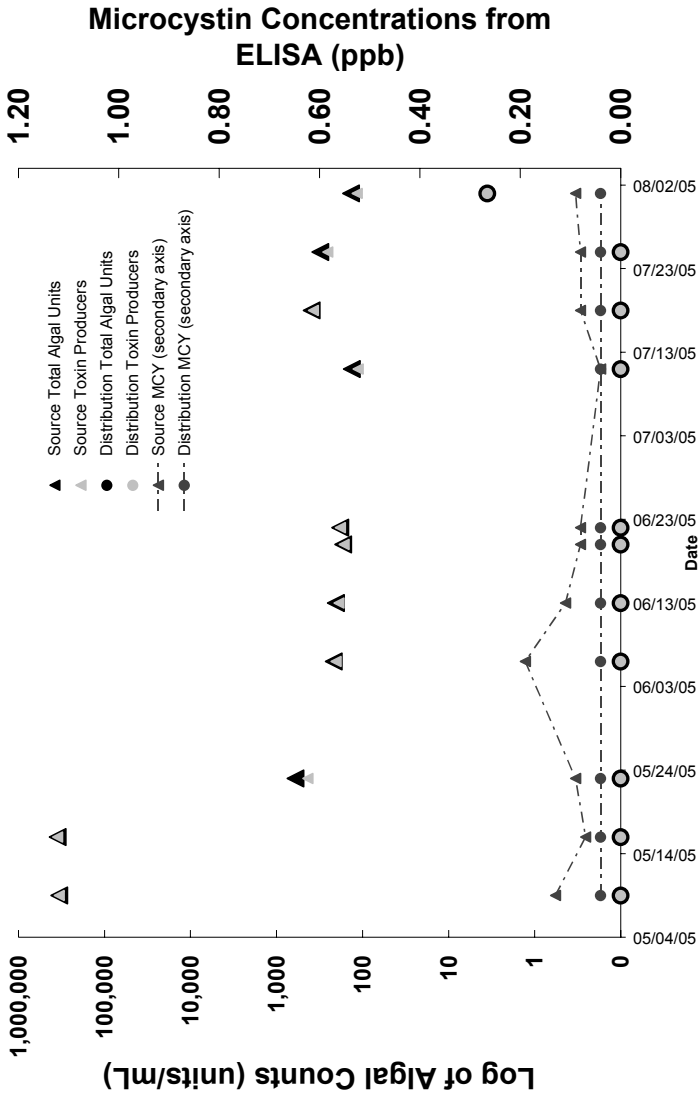 Microcystin Concentrations from
ELISA (ppb)
1.20
1.00
0.80
0.60
0.40
0.20
0.00
Source Total Algal Units
Source Toxin Producers
Distribution Total Algal Units
Distribution Toxin Producers
Source MCY (secondary axis)
Distribution MCY (secondary axis)
05/04/05
05/14/05
05/24/05
06/03/05
06/13/05
06/23/05
07/03/05
07/13/05
07/23/05
08/02/05
Date
1,000,000
100,000
10,000
1,000
100
10
1
0
Log of Algal Counts (units/mL)